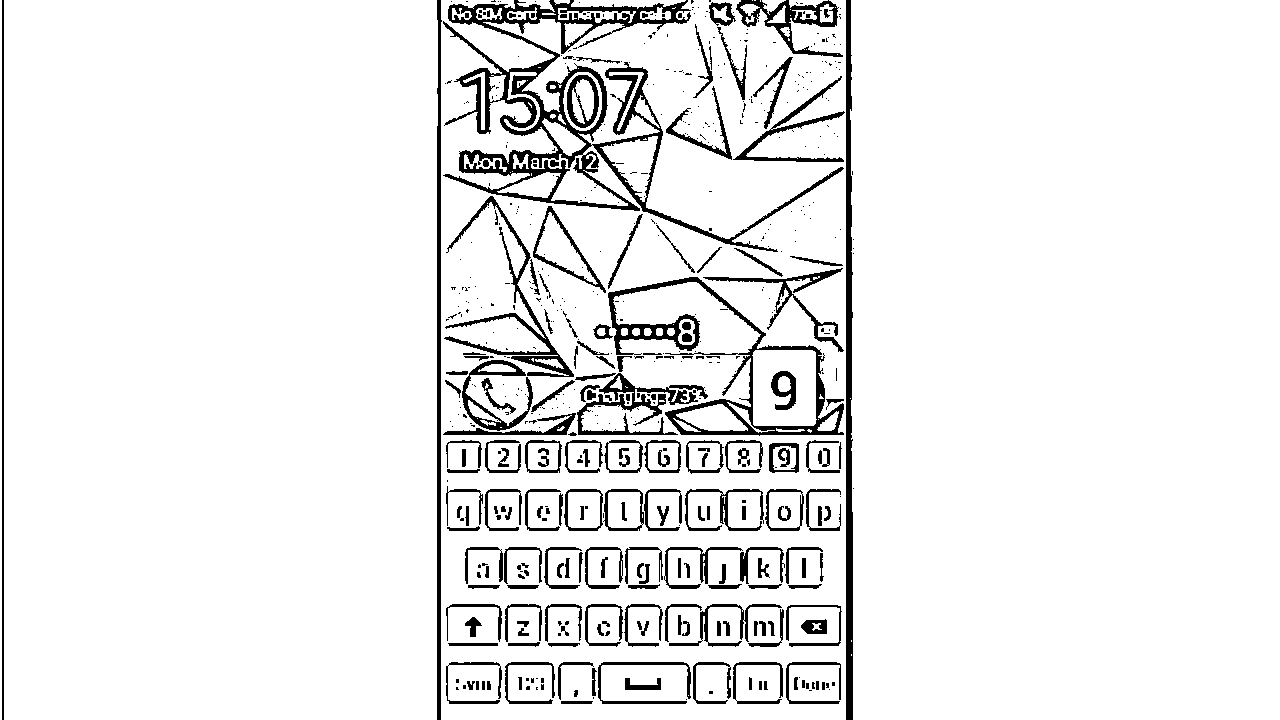 No SIM card – Emergency calls or 73%
15:07
Mon, March 12
8
Charging: 73%
9
1 2 3 4 5 6 7 8 9 0
q w e r t y u i o p
a s d f g h j k l
z x c v b n m
Sym 123 , . En Done